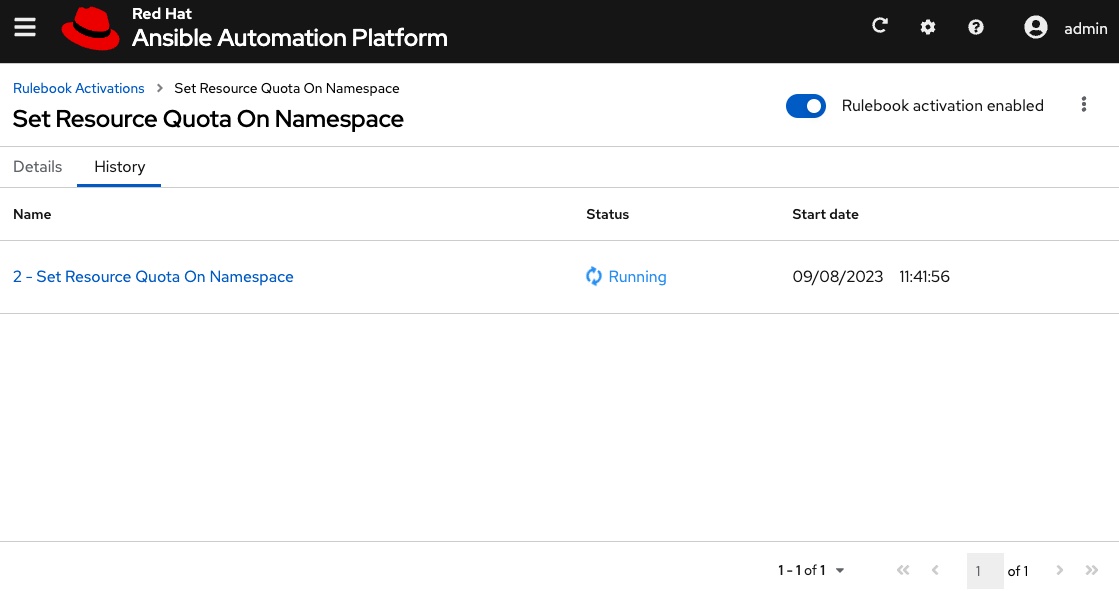 Red Hat
Ansible Automation Platform
admin
Rulebook Activations > Set Resource Quota On Namespace
Set Resource Quota On Namespace
Rulebook activation enabled
Details History
Name Status Start date
2 - Set Resource Quota On Namespace Running 09/08/2023 11:41:56
1 - 1 of 1 1 of 1